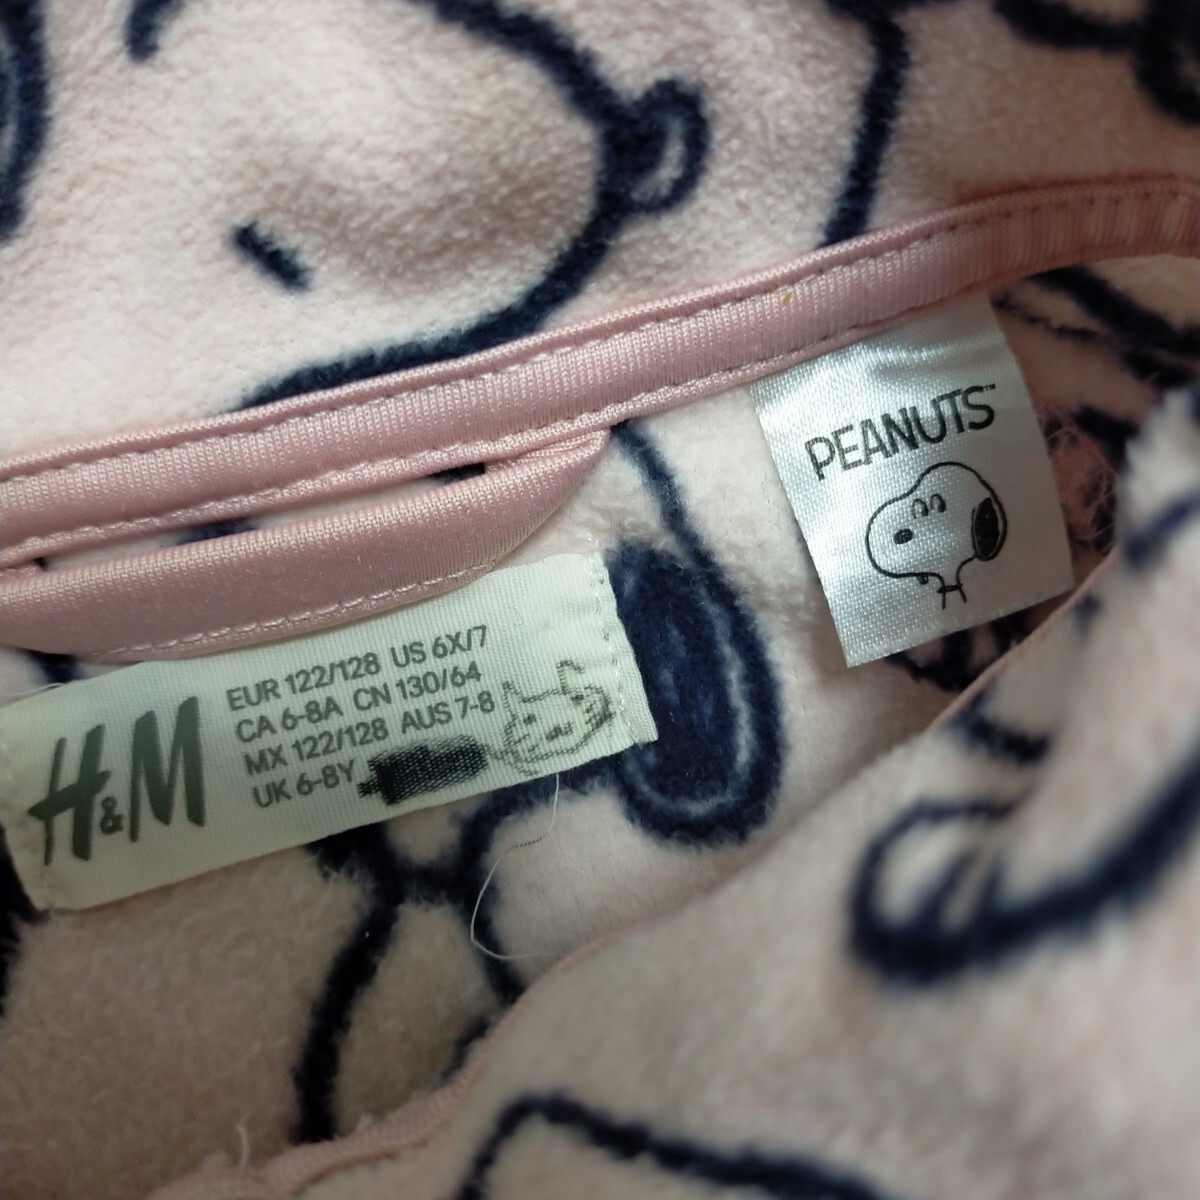 H&M
EUR 122/128 US 6X/7
CA 6-8A CN 130/64
MX 122/128 AUS 7-8
UK 6-8Y
PEANUTS™